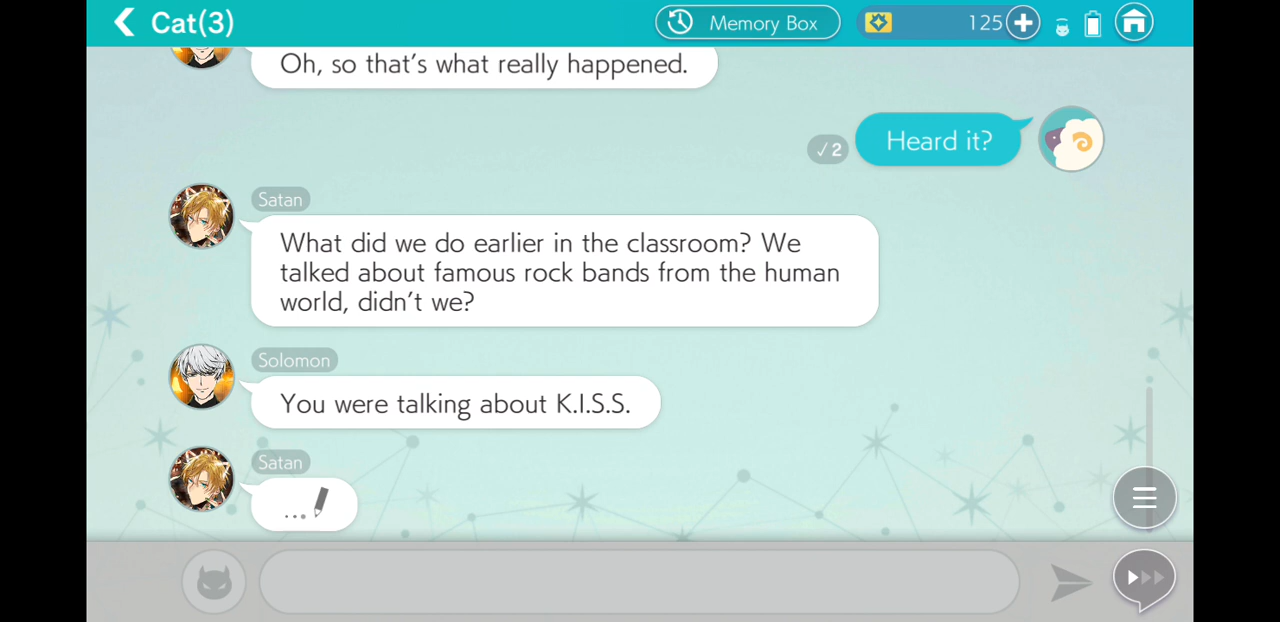 Cat(3)
Memory Box
125
Oh, so that's what really happened.
Heard it?
✓2
Satan
What did we do earlier in the classroom? We
talked about famous rock bands from the human
world, didn't we?
Solomon
You were talking about K.I.S.S.
Satan
...